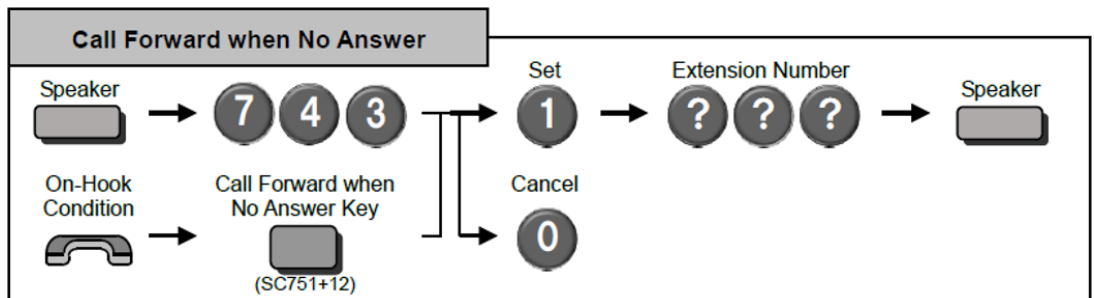 Call Forward when No Answer
Speaker
7 4 3
Set
1
Extension Number
? ? ?
Speaker
On-Hook
Condition
Call Forward when
No Answer Key
(SC751+12)
Cancel
0